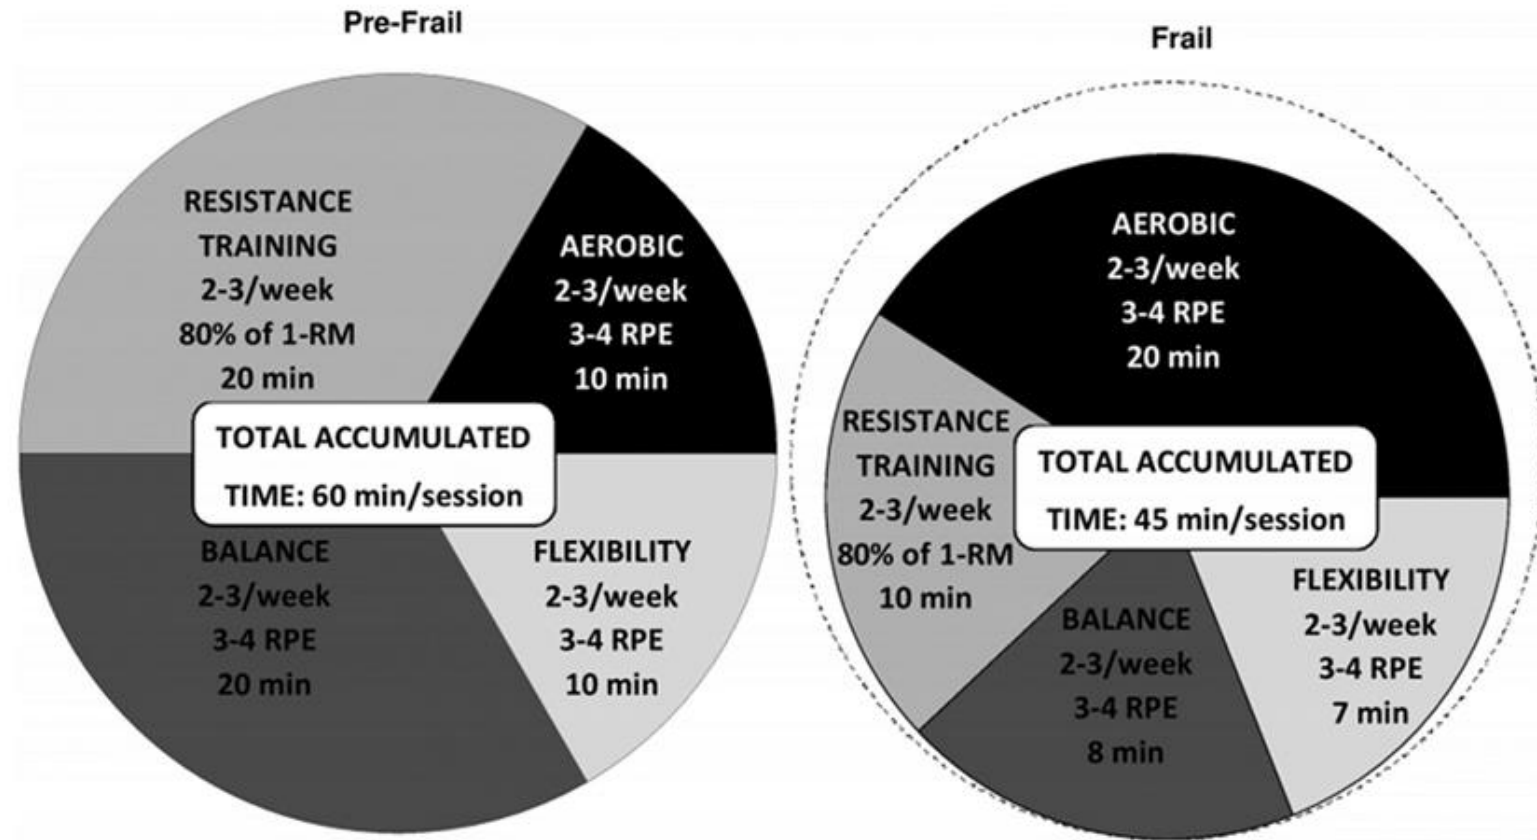 Pre-Frail
RESISTANCE
TRAINING
2-3/week
80% of 1-RM
20 min
AEROBIC
2-3/week
3-4 RPE
10 min
TOTAL ACCUMULATED
TIME: 60 min/session
BALANCE
2-3/week
3-4 RPE
20 min
FLEXIBILITY
2-3/week
3-4 RPE
10 min
Frail
AEROBIC
2-3/week
3-4 RPE
20 min
RESISTANCE
TRAINING
2-3/week
80% of 1-RM
10 min
TOTAL ACCUMULATED
TIME: 45 min/session
BALANCE
2-3/week
3-4 RPE
8 min
FLEXIBILITY
2-3/week
3-4 RPE
7 min